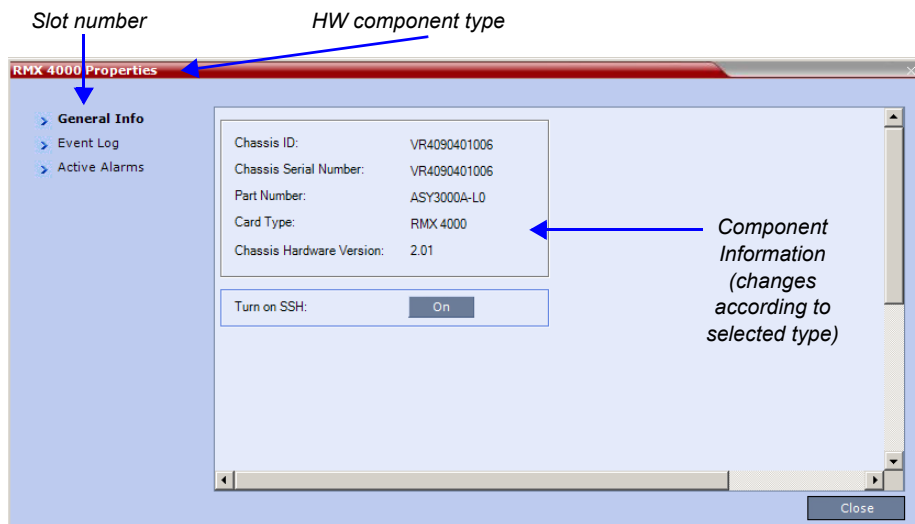 Slot number
HW component type
RMX 4000 Properties
General Info
Event Log
Active Alarms
Chassis ID: VR4090401006
Chassis Serial Number: VR4090401006
Part Number: ASY3000A-L0
Card Type: RMX 4000
Chassis Hardware Version: 2.01
Turn on SSH: On
Component
Information
(changes
according to
selected type)
Close